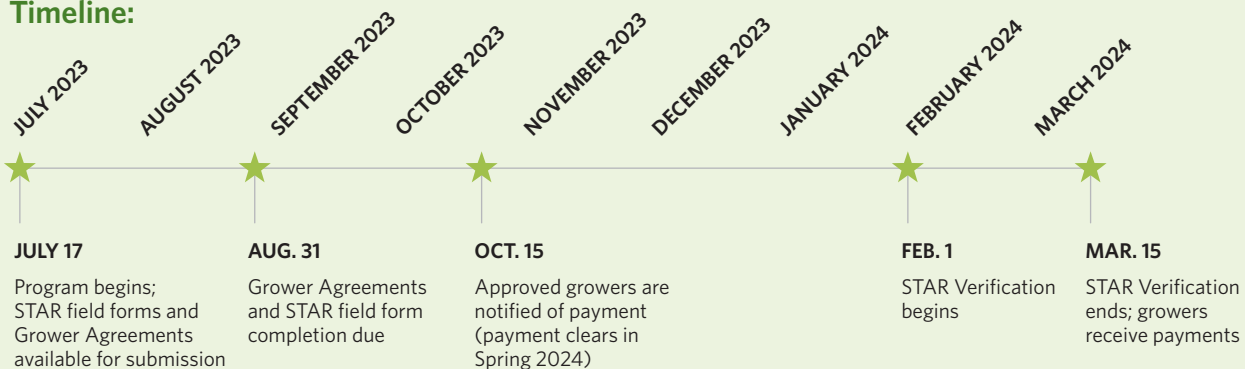 Timeline:
JULY 2023
AUGUST 2023
SEPTEMBER 2023
OCTOBER 2023
NOVEMBER 2023
DECEMBER 2023
JANUARY 2024
FEBRUARY 2024
MARCH 2024
JULY 17
Program begins;
STAR field forms and
Grower Agreements
available for submission
AUG. 31
Grower Agreements
and STAR field form
completion due
OCT. 15
Approved growers are
notified of payment
(payment clears in
Spring 2024)
FEB. 1
STAR Verification
begins
MAR. 15
STAR Verification
ends; growers
receive payments